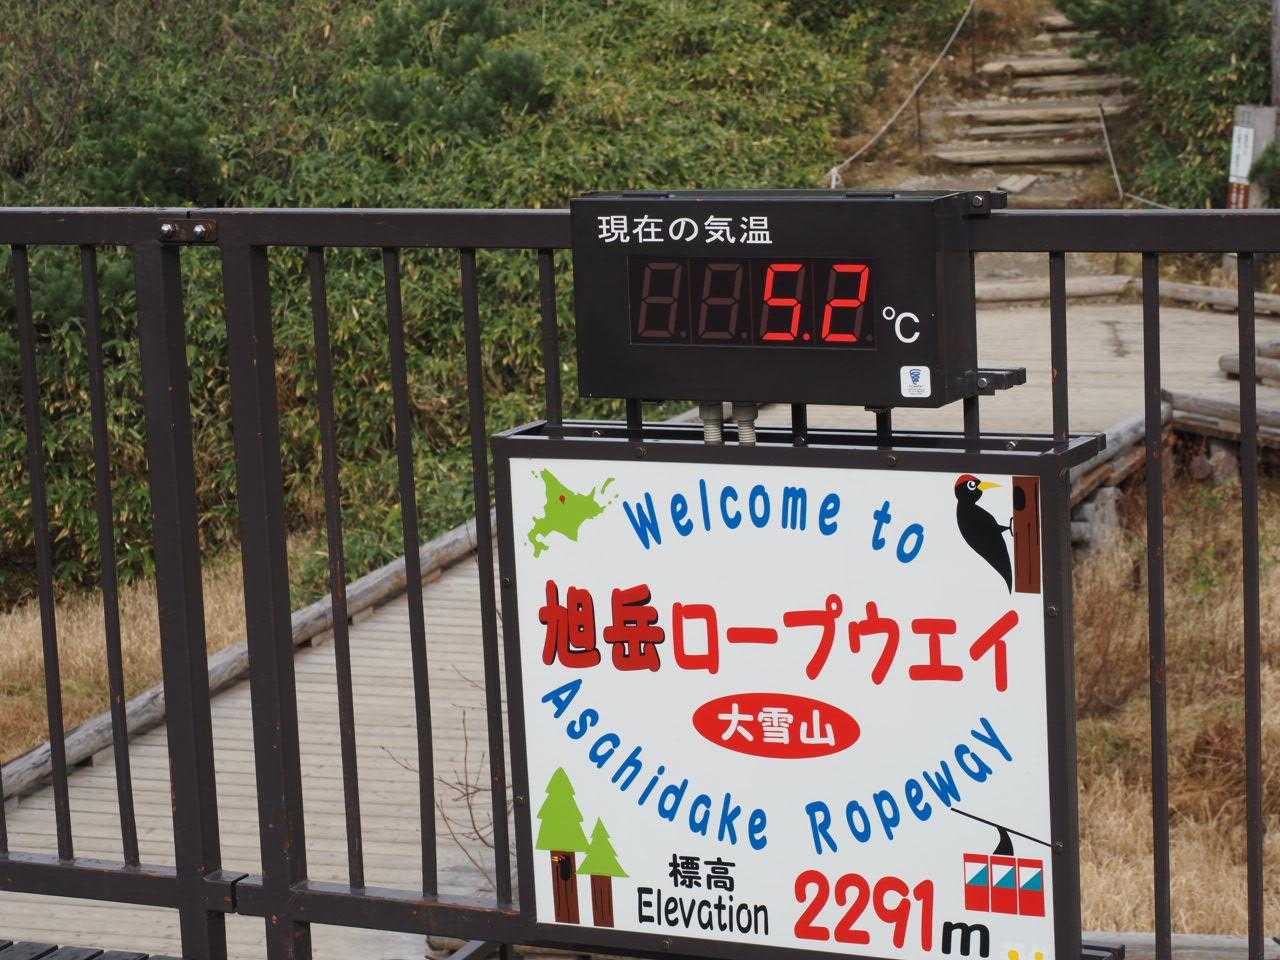 現在の気温
5.2 °C
Welcome to
旭岳ロープウエイ
大雪山
Asahidake Ropeway
標高
Elevation 2291m